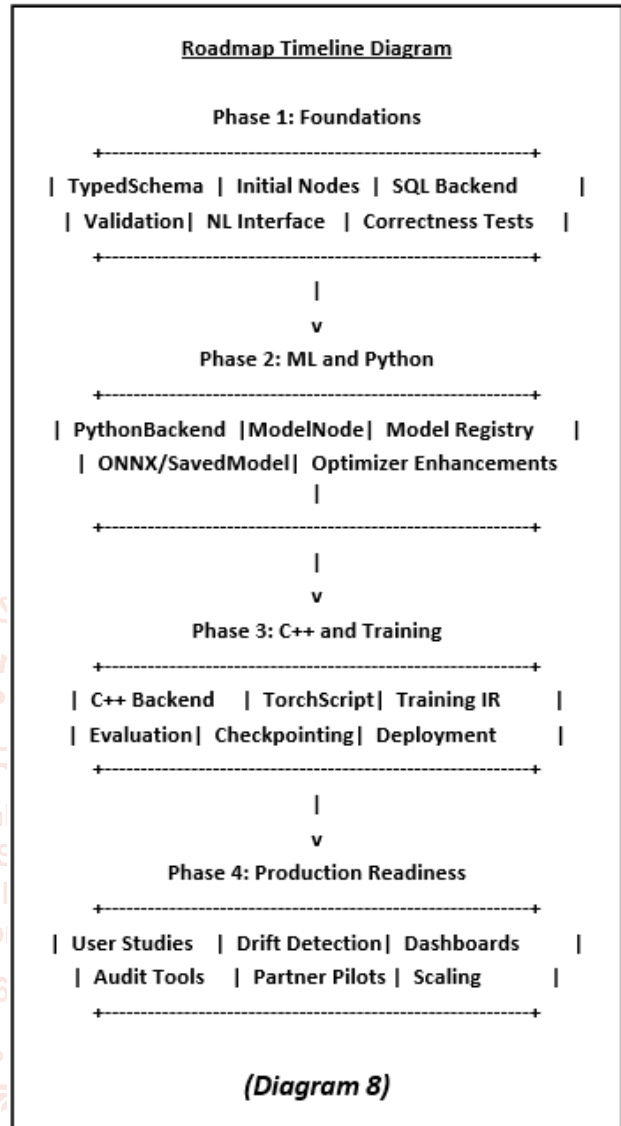 Roadmap Timeline Diagram
Phase 1: Foundations
+-----------------------------------------------------------+
| TypedSchema | Initial Nodes | SQL Backend |
| Validation| NL Interface | Correctness Tests |
+-----------------------------------------------------------+
|
v
Phase 2: ML and Python
+-----------------------------------------------------------+
| PythonBackend |ModelNode| Model Registry |
| ONNX/SavedModel| Optimizer Enhancements
|
+-----------------------------------------------------------+
|
v
Phase 3: C++ and Training
+-----------------------------------------------------------+
| C++ Backend | TorchScript| Training IR |
| Evaluation| Checkpointing| Deployment |
+-----------------------------------------------------------+
|
v
Phase 4: Production Readiness
+-----------------------------------------------------------+
| User Studies | Drift Detection| Dashboards |
| Audit Tools | Partner Pilots | Scaling |
+-----------------------------------------------------------+
(Diagram 8)